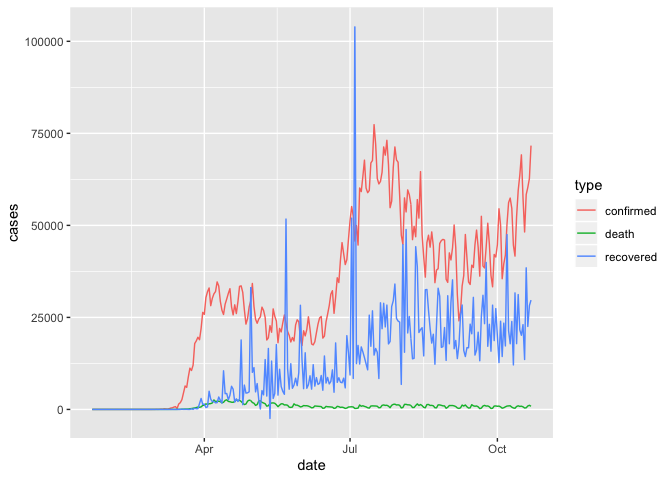 100000
75000
50000
25000
0
cases
Apr
Jul
Oct
date
type
confirmed
death
recovered